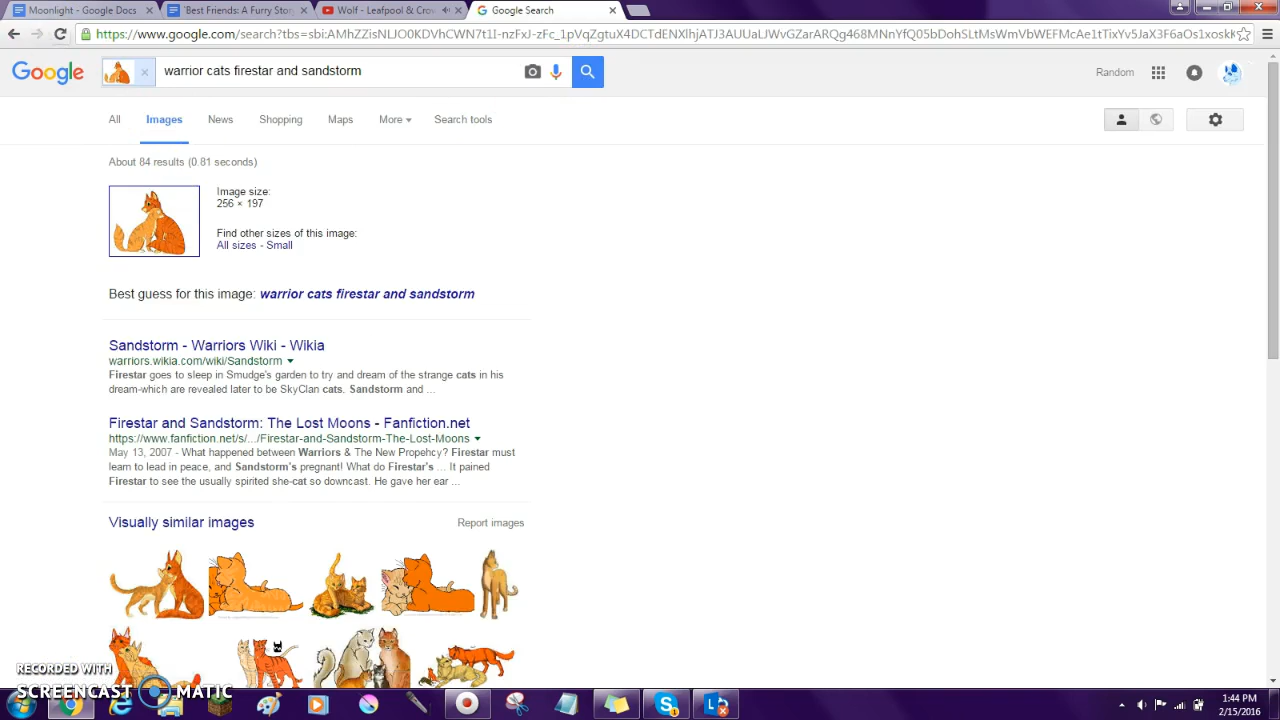 Moonlight - Google Docs
'Best Friends: A Furry Story
Wolf - Leafpool & Cro
Google Search
Google
warrior cats firestar and sandstorm
Random
All
Images
News
Shopping
Maps
More
Search tools
About 84 results (0.81 seconds)
Image size:
256 × 197
Find other sizes of this image:
All sizes - Small
Best guess for this image: warrior cats firestar and sandstorm
Sandstorm - Warriors Wiki - Wikia
warriors.wikia.com/wiki/Sandstorm
Firestar goes to sleep in Smudge's garden to try and dream of the strange cats in his
dream-which are revealed later to be SkyClan cats. Sandstorm and ...
Firestar and Sandstorm: The Lost Moons - Fanfiction.net
https://www.fanfiction.net/s/.../Firestar-and-Sandstorm-The-Lost-Moons
May 13, 2007 - What happened between Warriors & The New Propehcy? Firestar must
learn to lead in peace, and Sandstorm's pregnant! What do Firestar's ... It pained
Firestar to see the usually spirited she-cat so downcast. He gave her ear ...
Visually similar images
Report images
RECORDED WITH
SCREENCAST MATIC
1:44 PM
2/15/2016